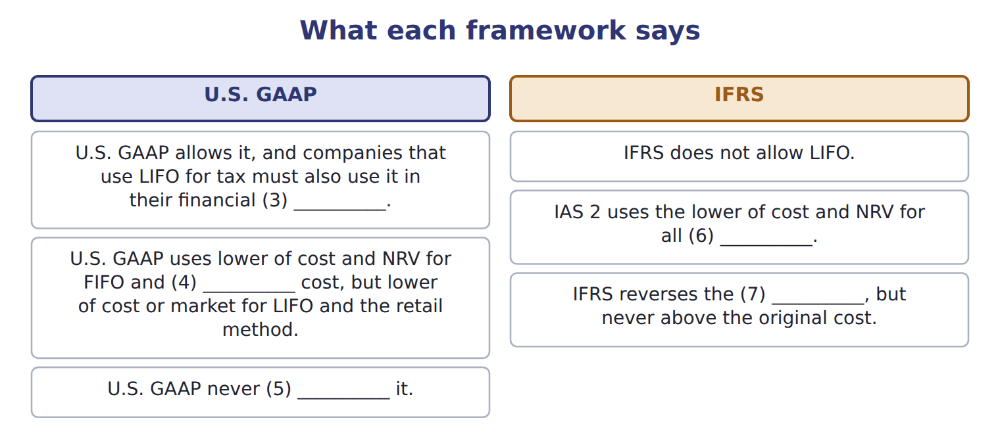 What each framework says
U.S. GAAP
U.S. GAAP allows it, and companies that
use LIFO for tax must also use it in
their financial (3) __________.
U.S. GAAP uses lower of cost and NRV for
FIFO and (4) __________ cost, but lower
of cost or market for LIFO and the retail
method.
U.S. GAAP never (5) __________ it.
IFRS
IFRS does not allow LIFO.
IAS 2 uses the lower of cost and NRV for
all (6) __________.
IFRS reverses the (7) __________, but
never above the original cost.